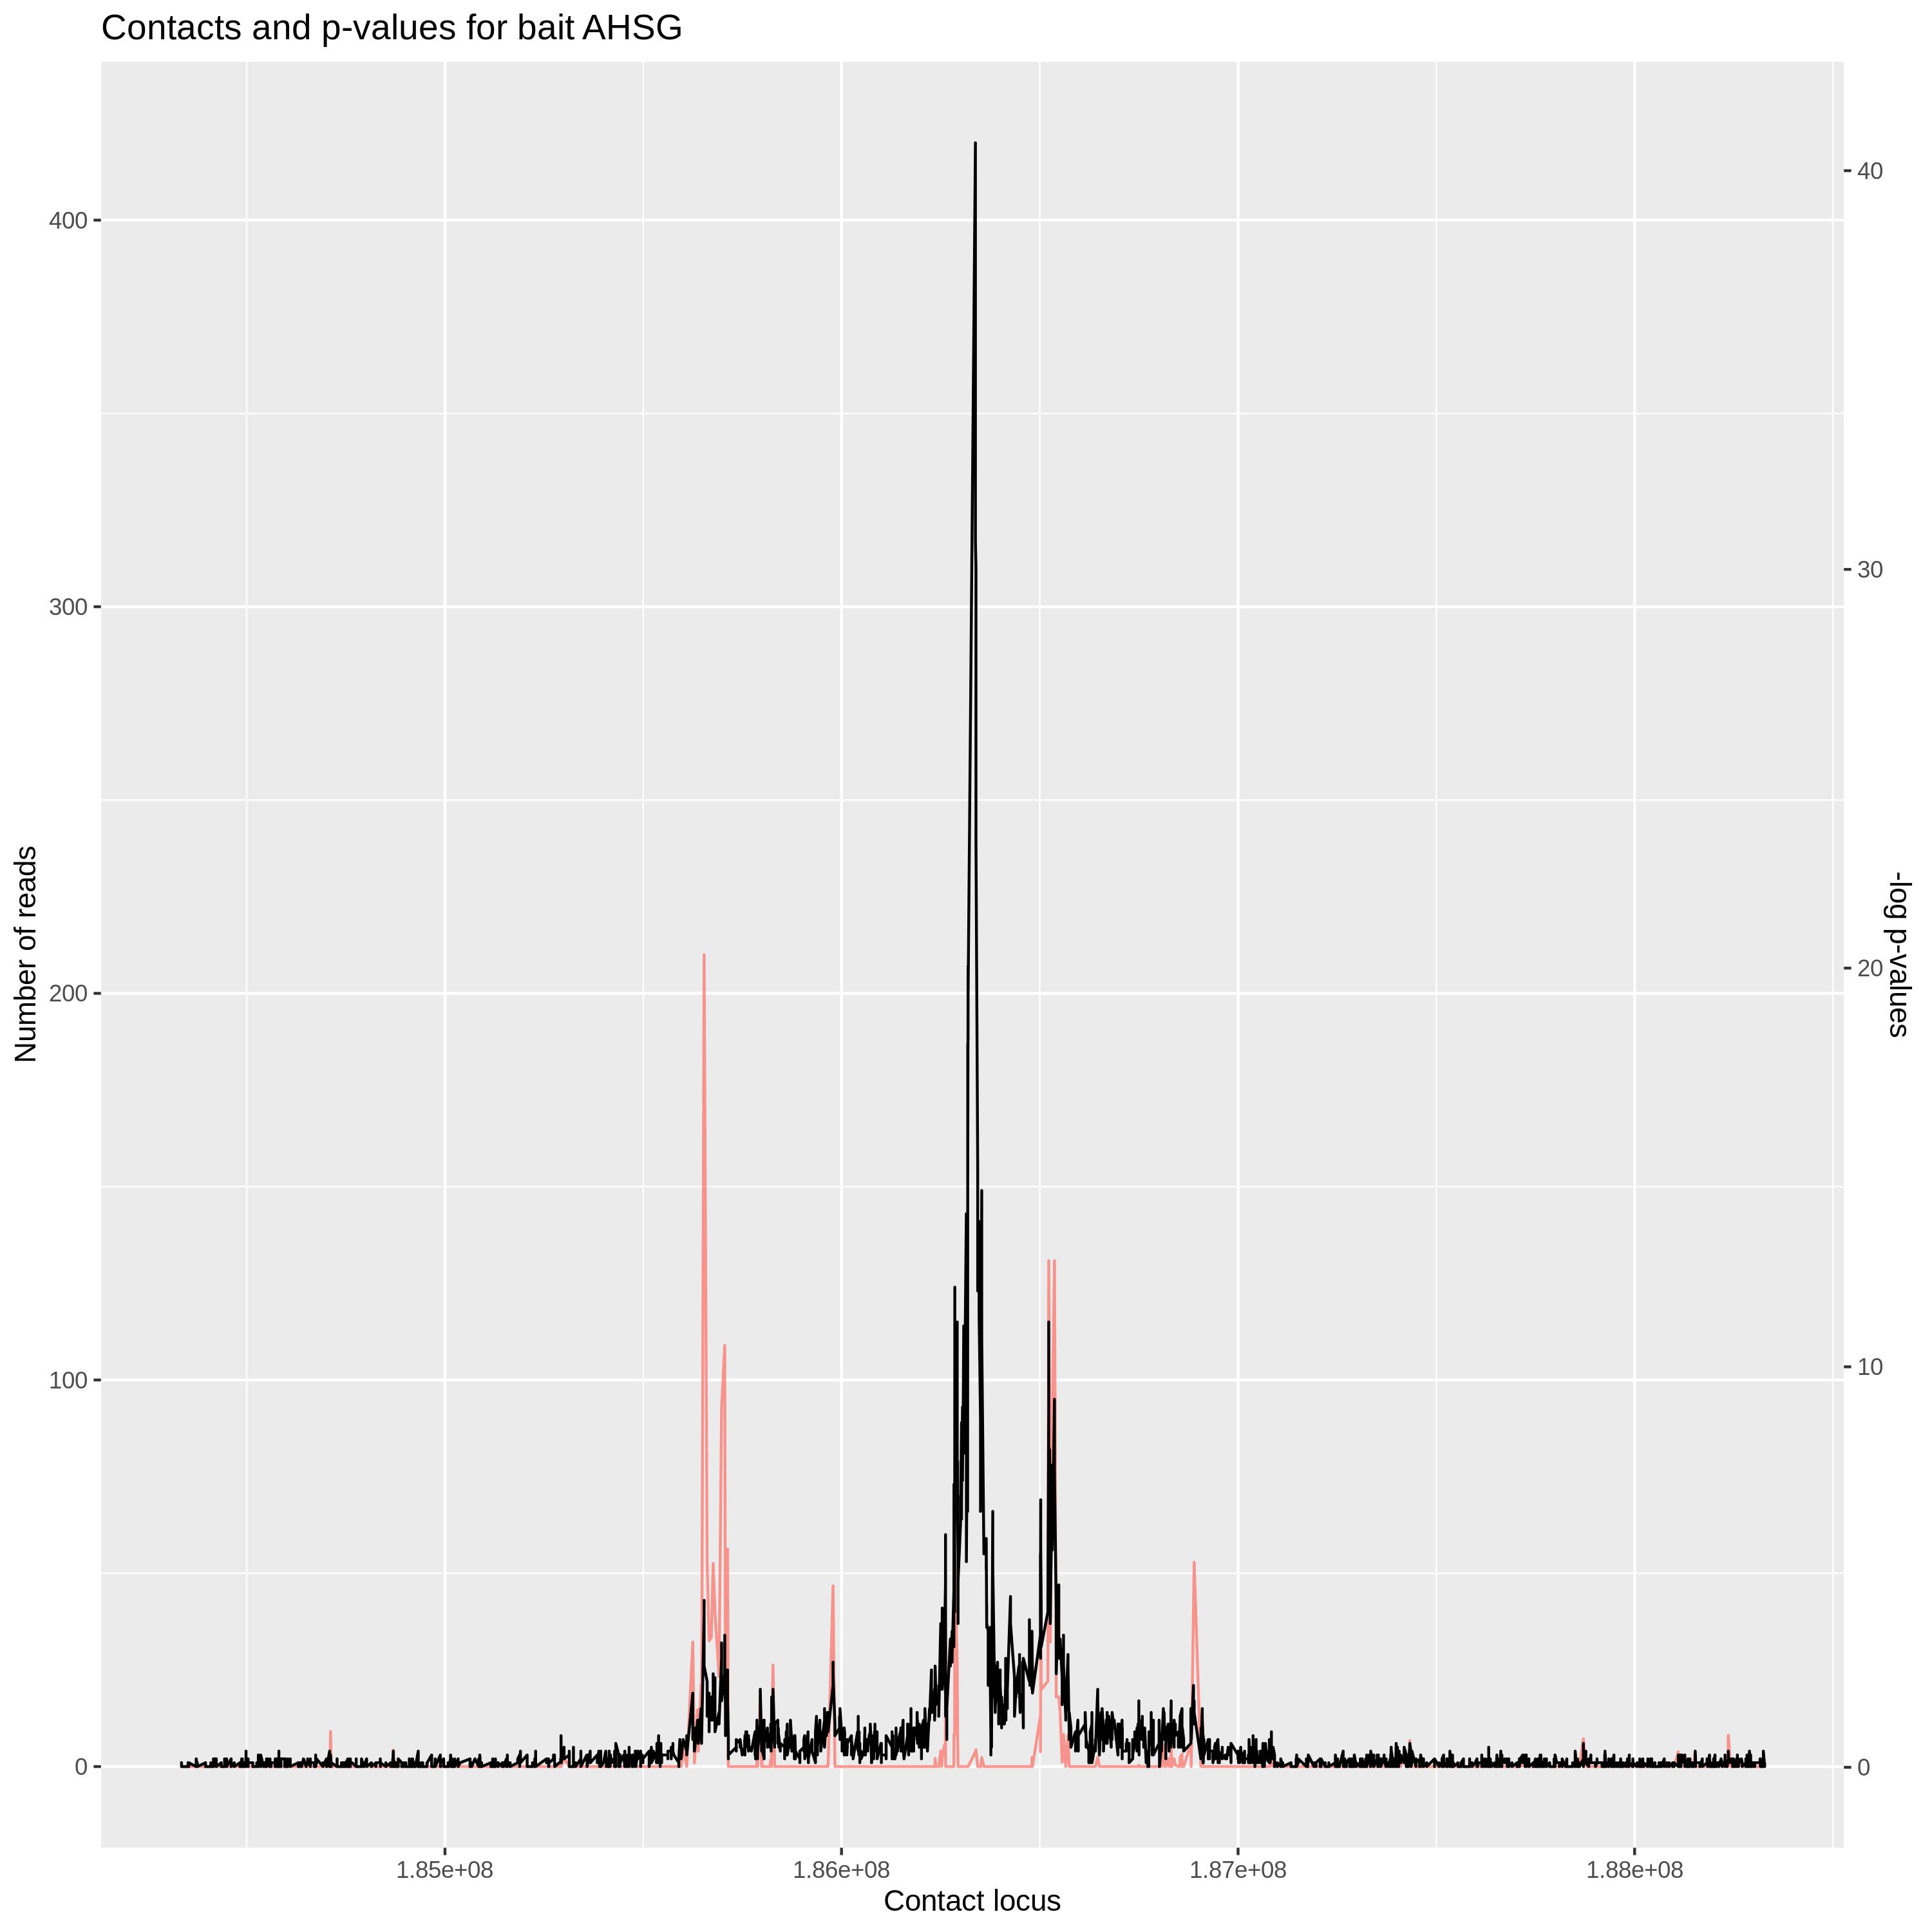 Contacts and p-values for bait AHSG
Number of reads
400
300
200
100
0
40
30
20
10
0
-log p-values
1.85e+08
1.86e+08
1.87e+08
1.88e+08
Contact locus